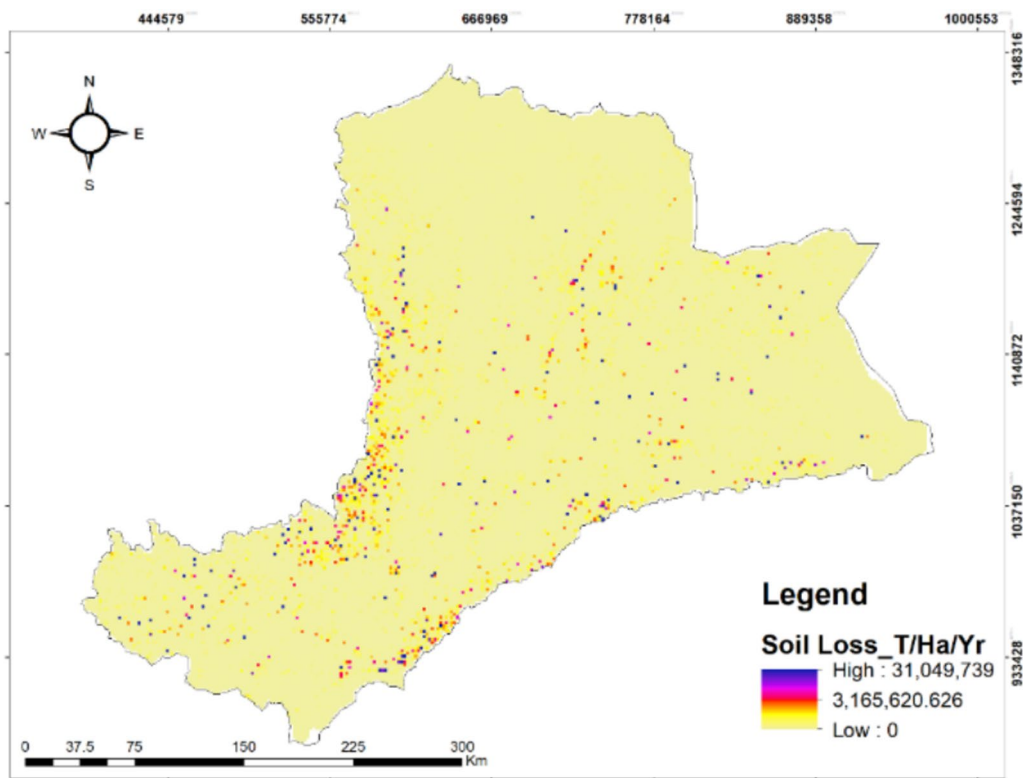 444579 555774 666969 778164 889358 1000553
1348316
1244594
1140872
1037150
933428
N
W E
S
Legend
Soil Loss_T/Ha/Yr
High : 31,049,739
3,165,620.626
Low : 0
0 37.5 75 150 225 300
Km